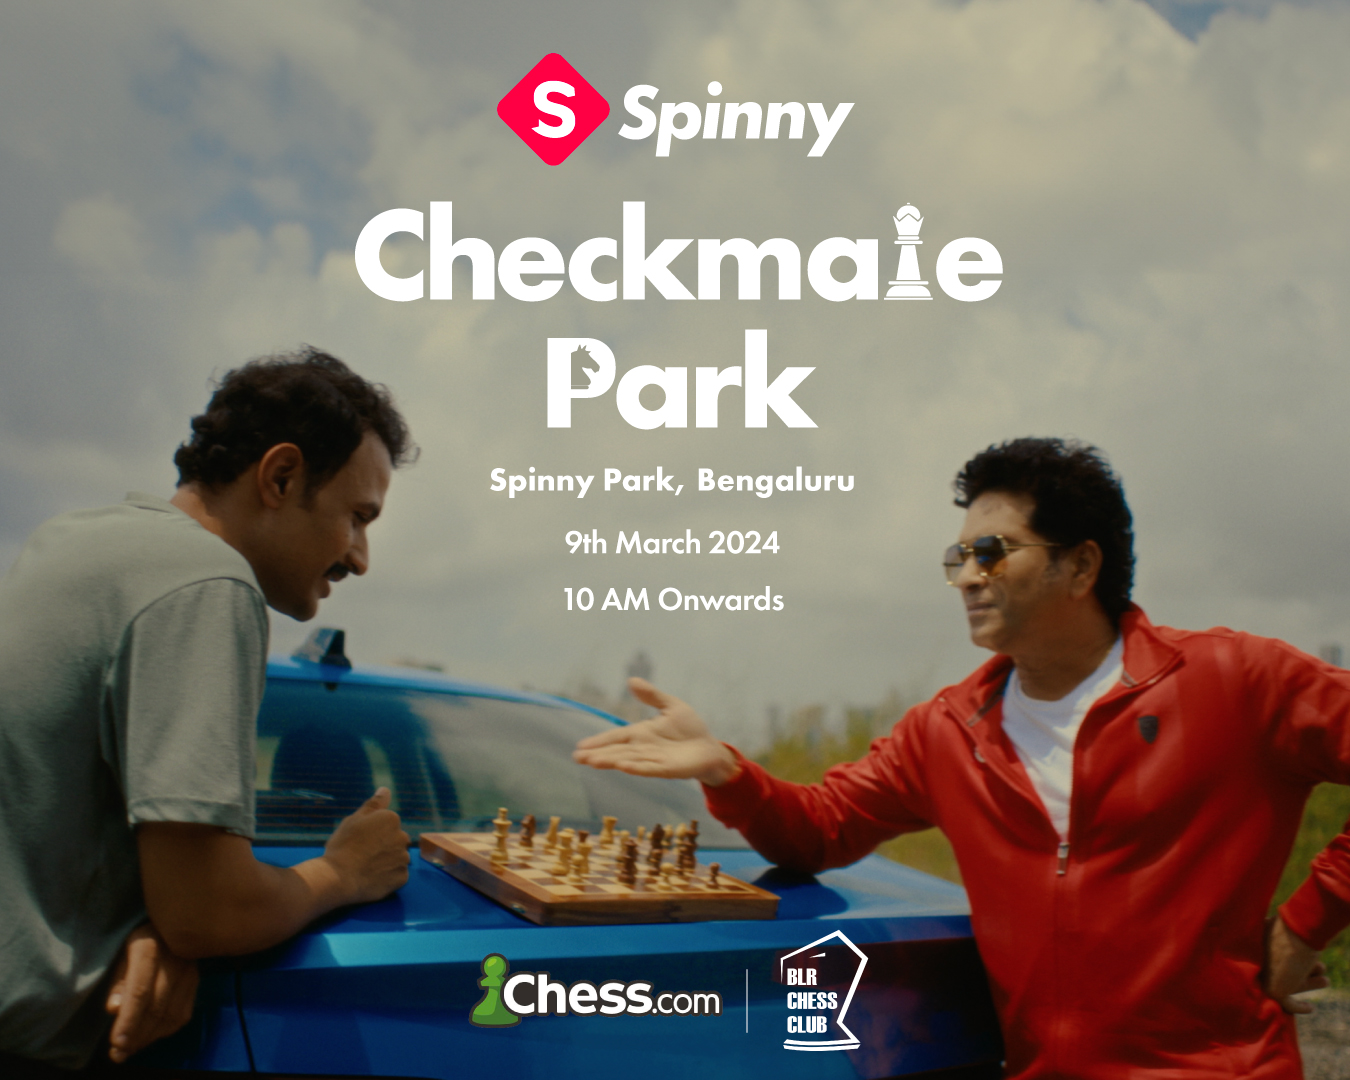 S Spinny
Checkmate
Park
Spinny Park, Bengaluru
9th March 2024
10 AM Onwards
Chess.com
BLR
CHESS
CLUB